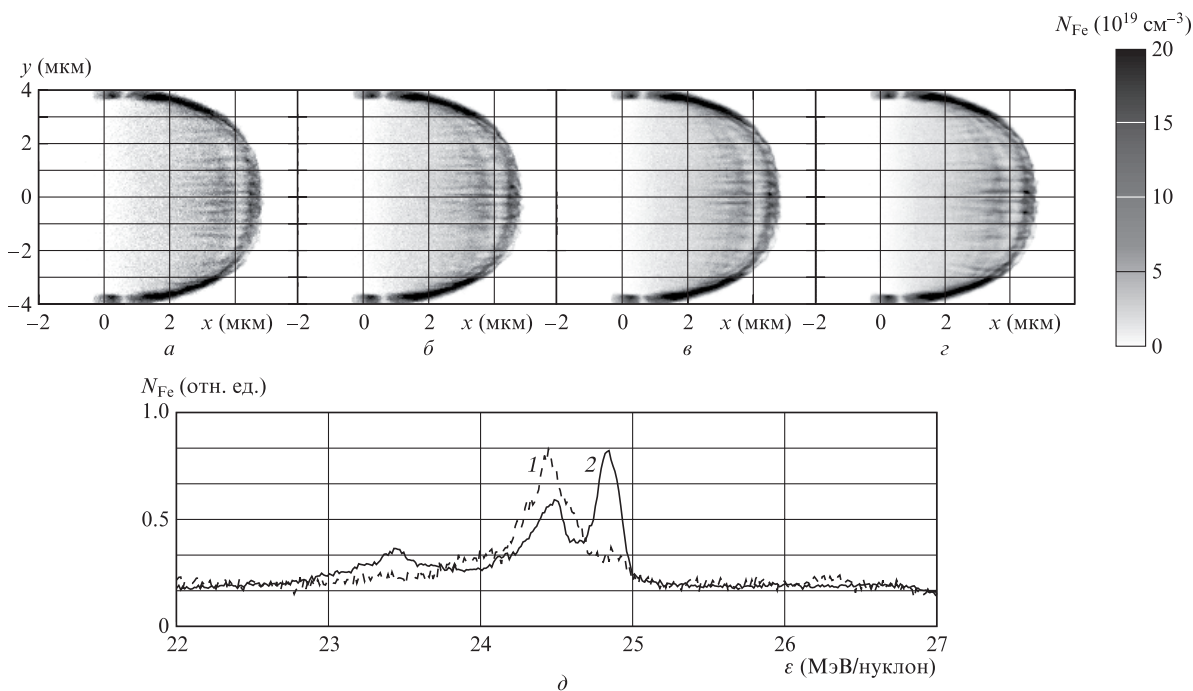 N_Fe (10^19 см^−3)
20
15
10
5
0
y (мкм)
4
2
0
−2
−4
−2 0 2 x (мкм) −2 0 2 x (мкм) −2 0 2 x (мкм) −2 0 2 x (мкм)
а б в г
N_Fe (отн. ед.)
1.0
0.5
0
1 2
22 23 24 25 26 27
ε (МэВ/нуклон)
д